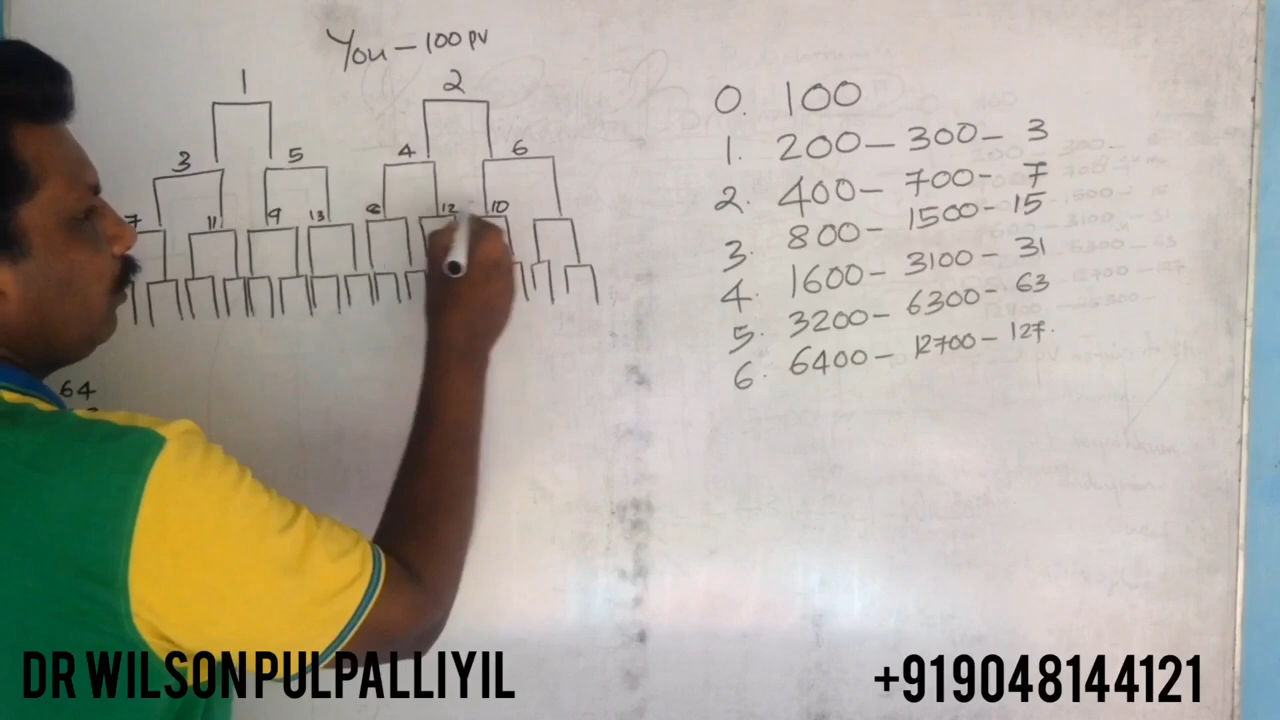 You - 100 pv
1 2
3 5 4 6
7 11 9 13 8 12 10
64
0. 100
1. 200 - 300 - 3
2. 400 - 700 - 7
3. 800 - 1500 - 15
4. 1600 - 3100 - 31
5. 3200 - 6300 - 63
6. 6400 - 12700 - 127.
DR WILSON PULPALLIYIL
+919048144121